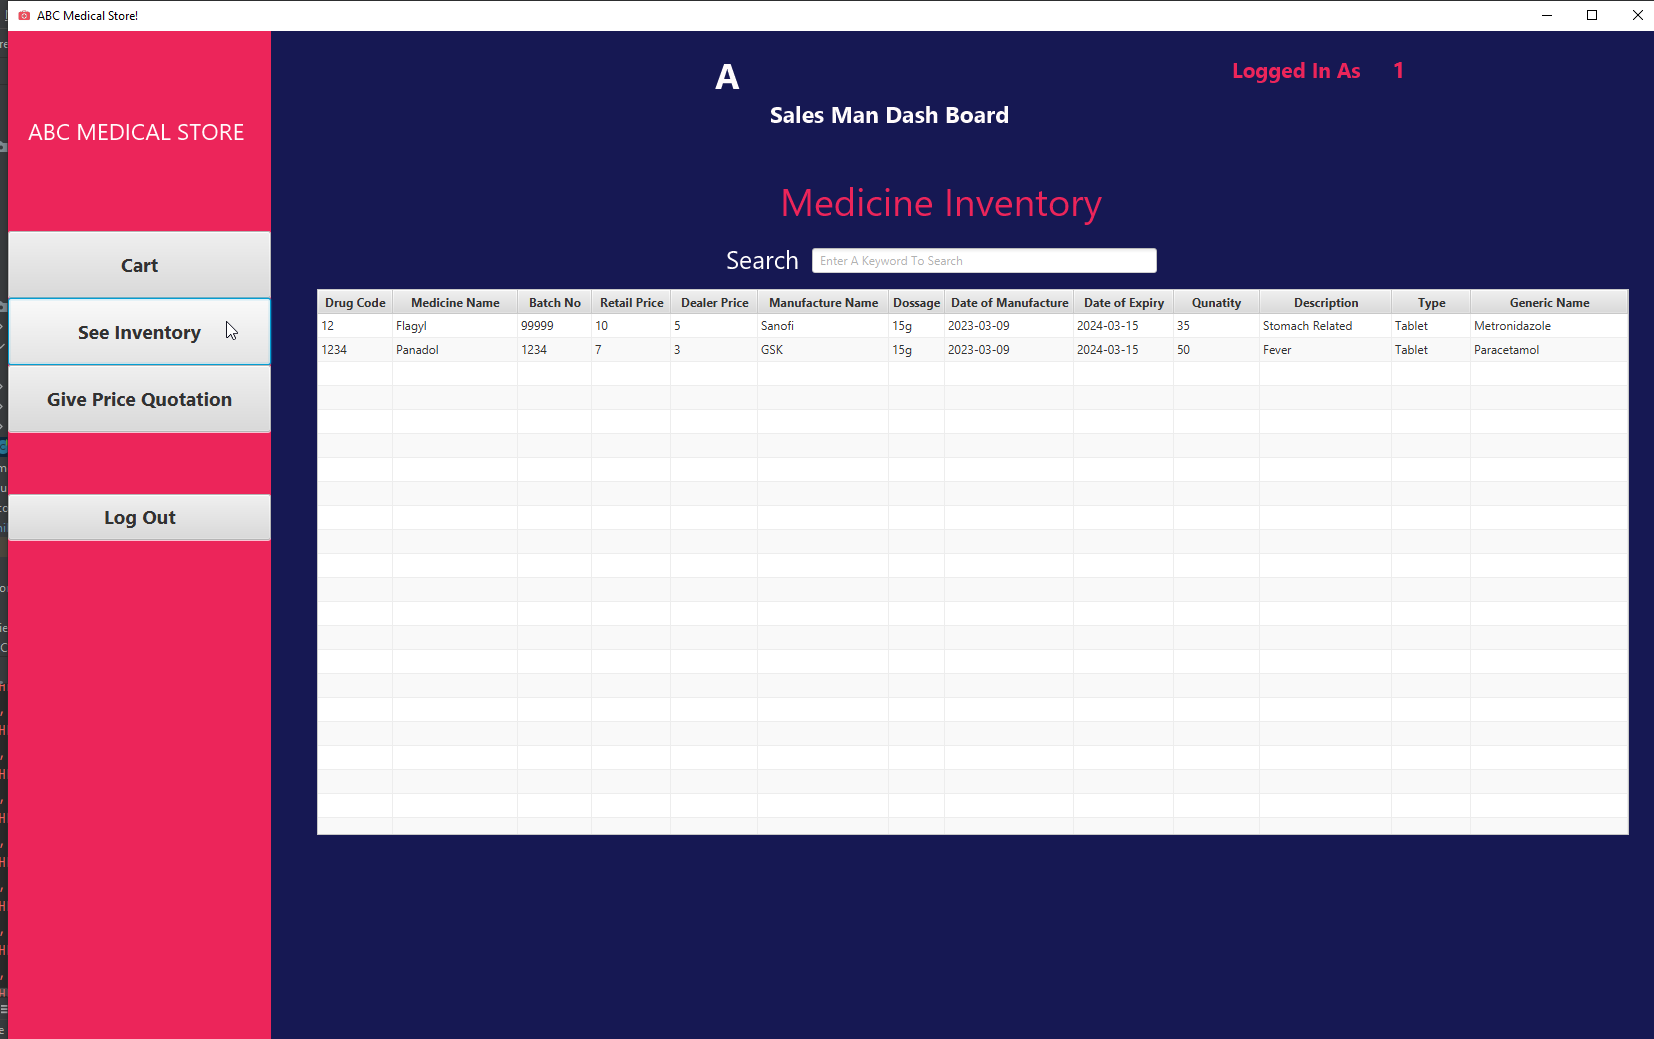 ABC Medical Store!
ABC MEDICAL STORE
Cart
See Inventory
Give Price Quotation
Log Out
A
Logged In As 1
Sales Man Dash Board
Medicine Inventory
Search Enter A Keyword To Search
Drug Code Medicine Name Batch No Retail Price Dealer Price Manufacture Name Dossage Date of Manufacture Date of Expiry Qunatity Description Type Generic Name
12 Flagyl 99999 10 5 Sanofi 15g 2023-03-09 2024-03-15 35 Stomach Related Tablet Metronidazole
1234 Panadol 1234 7 3 GSK 15g 2023-03-09 2024-03-15 50 Fever Tablet Paracetamol